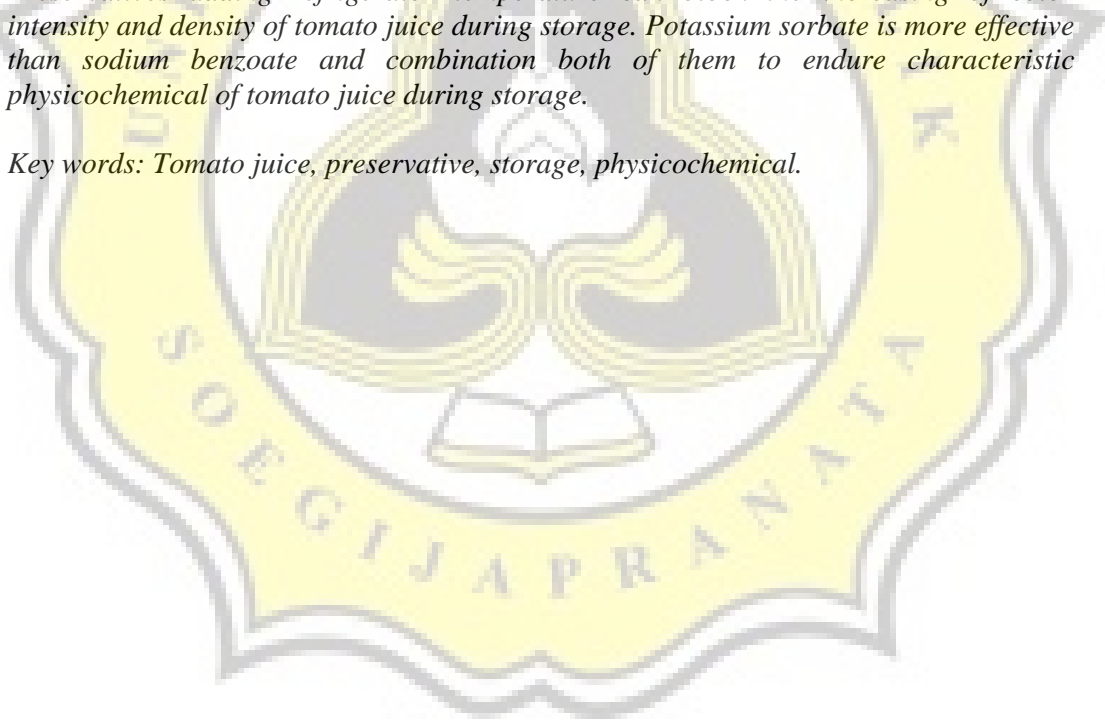 intensity and density of tomato juice during storage. Potassium sorbate is more effective
than sodium benzoate and combination both of them to endure characteristic
physicochemical of tomato juice during storage.
Key words: Tomato juice, preservative, storage, physicochemical.
SOEGIJAPRANATA